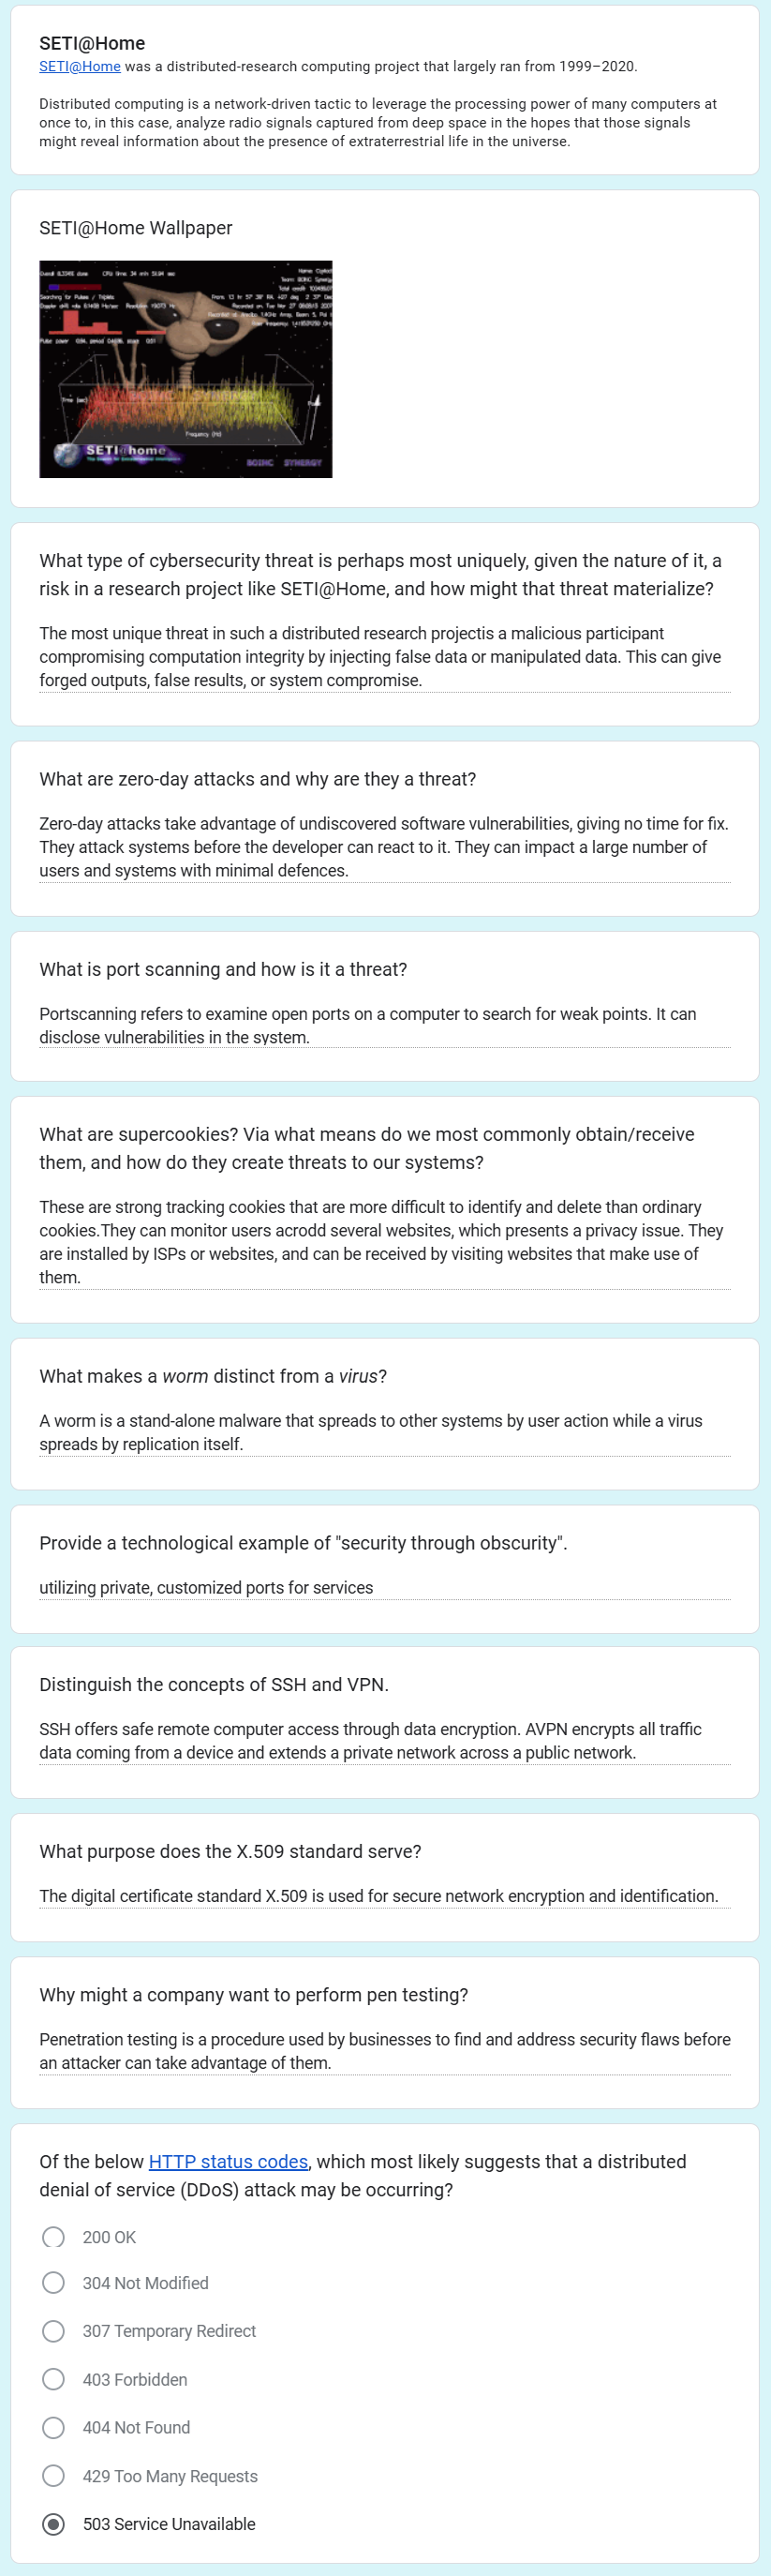 SETI@Home
SETI@Home was a distributed-research computing project that largely ran from 1999–2020.
Distributed computing is a network-driven tactic to leverage the processing power of many computers at
once to, in this case, analyze radio signals captured from deep space in the hopes that those signals
might reveal information about the presence of extraterrestrial life in the universe.
SETI@Home Wallpaper
Searching for Pulses / Triplets
Time (sec)
Frequency (Hz)
SETI@home
BOINC SYNERGY
What type of cybersecurity threat is perhaps most uniquely, given the nature of it, a
risk in a research project like SETI@Home, and how might that threat materialize?
The most unique threat in such a distributed research projectis a malicious participant
compromising computation integrity by injecting false data or manipulated data. This can give
forged outputs, false results, or system compromise.
What are zero-day attacks and why are they a threat?
Zero-day attacks take advantage of undiscovered software vulnerabilities, giving no time for fix.
They attack systems before the developer can react to it. They can impact a large number of
users and systems with minimal defences.
What is port scanning and how is it a threat?
Portscanning refers to examine open ports on a computer to search for weak points. It can
disclose vulnerabilities in the system.
What are supercookies? Via what means do we most commonly obtain/receive
them, and how do they create threats to our systems?
These are strong tracking cookies that are more difficult to identify and delete than ordinary
cookies.They can monitor users acrodd several websites, which presents a privacy issue. They
are installed by ISPs or websites, and can be received by visiting websites that make use of
them.
What makes a worm distinct from a virus?
A worm is a stand-alone malware that spreads to other systems by user action while a virus
spreads by replication itself.
Provide a technological example of "security through obscurity".
utilizing private, customized ports for services
Distinguish the concepts of SSH and VPN.
SSH offers safe remote computer access through data encryption. AVPN encrypts all traffic
data coming from a device and extends a private network across a public network.
What purpose does the X.509 standard serve?
The digital certificate standard X.509 is used for secure network encryption and identification.
Why might a company want to perform pen testing?
Penetration testing is a procedure used by businesses to find and address security flaws before
an attacker can take advantage of them.
Of the below HTTP status codes, which most likely suggests that a distributed
denial of service (DDoS) attack may be occurring?
200 OK
304 Not Modified
307 Temporary Redirect
403 Forbidden
404 Not Found
429 Too Many Requests
503 Service Unavailable